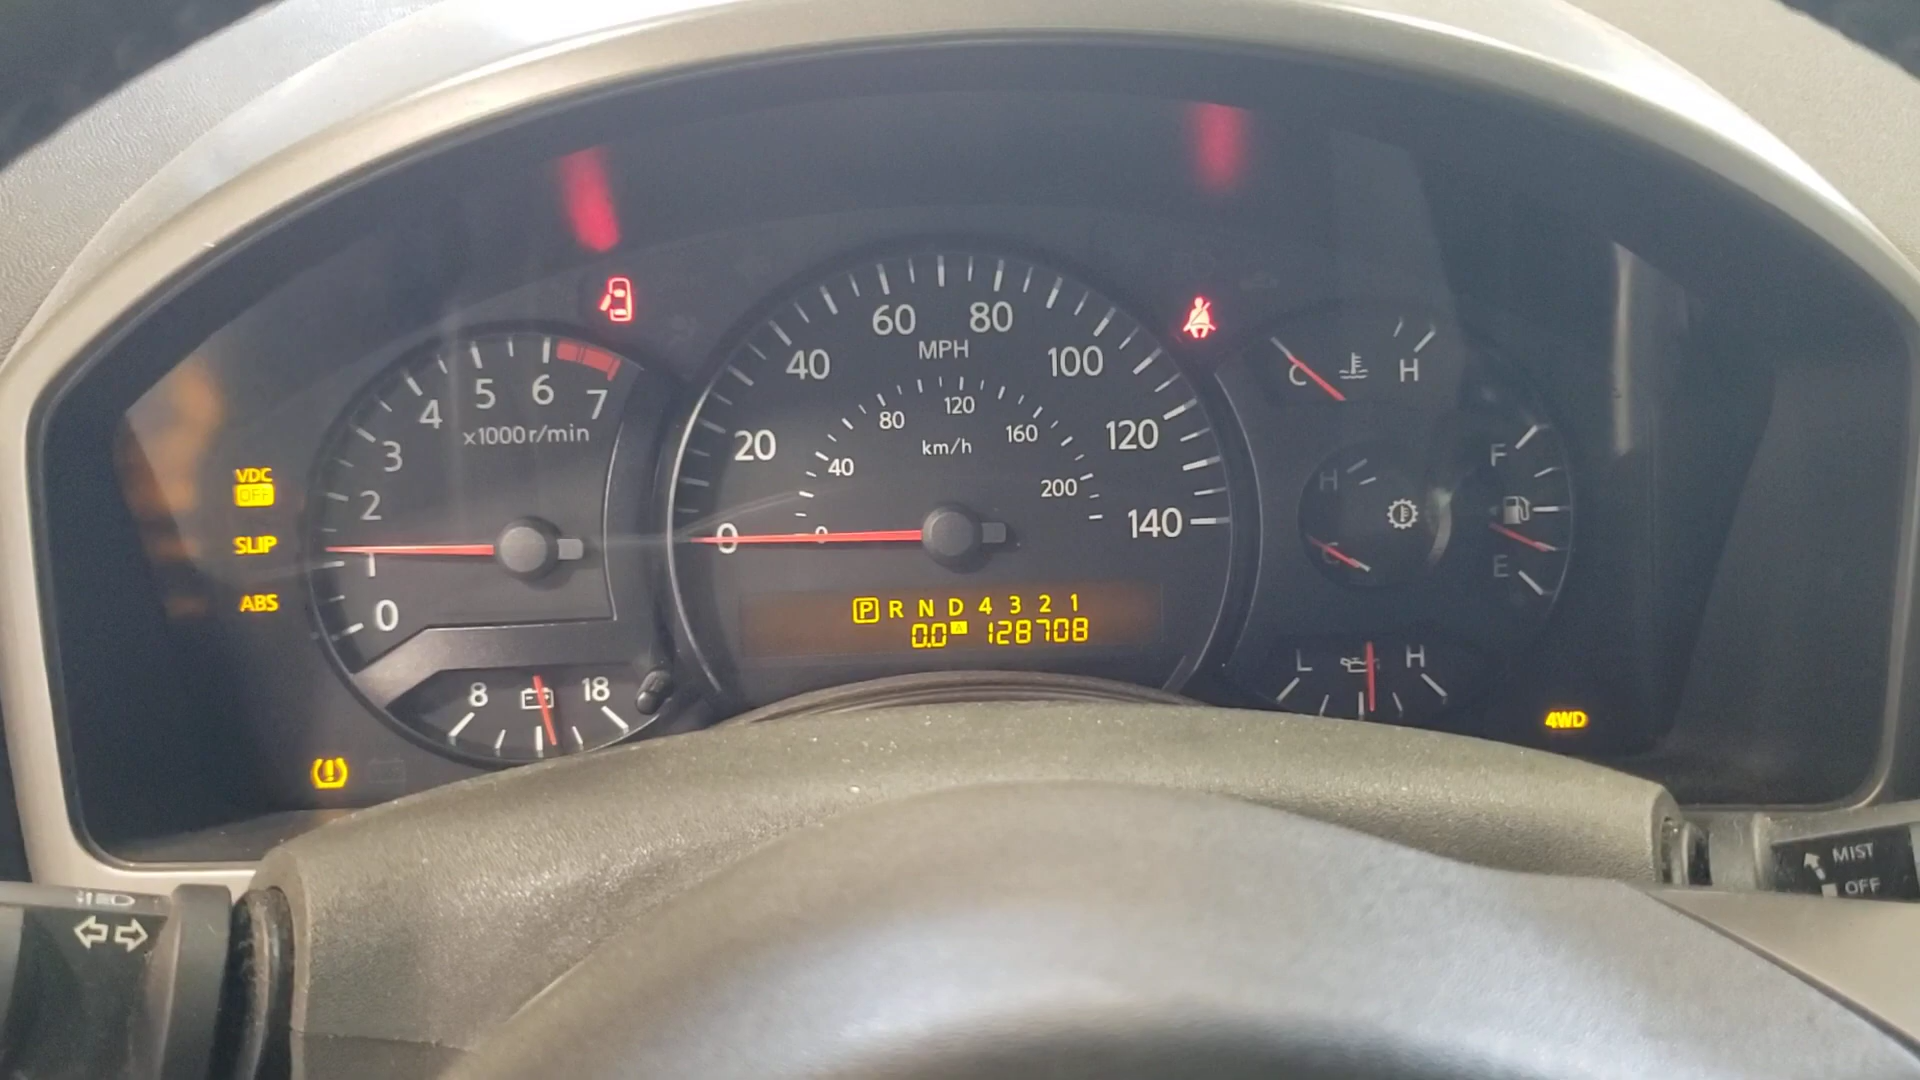 60 80
MPH
40 100
20 120
0 140
80 120 160
km/h
40 200
0
4 5 6 7
x1000r/min
3
2
1
0
C H
F
H
E
C
VDC
OFF
SLIP
ABS
P R N D 4 3 2 1
0.0 A 128708
8 18
L H
4WD
MIST
OFF